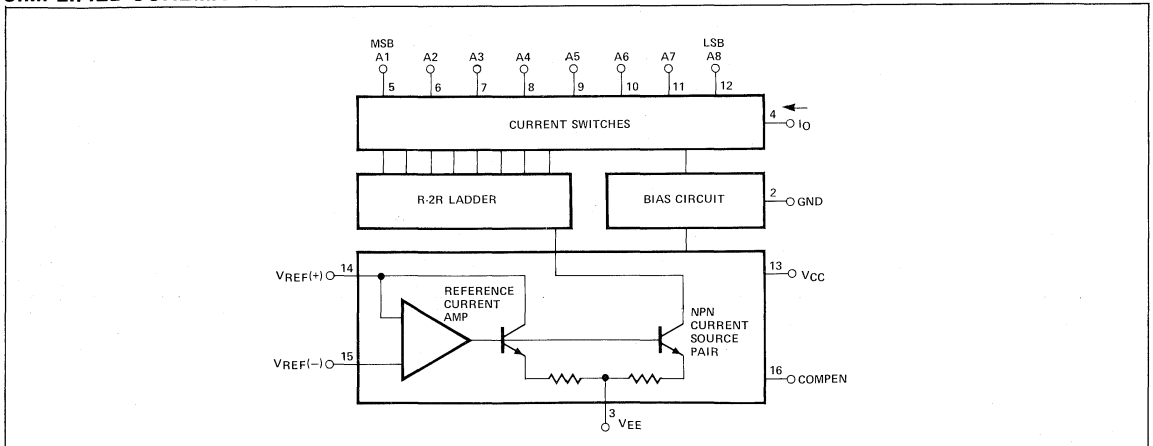 MSB LSB
A1 A2 A3 A4 A5 A6 A7 A8
5 6 7 8 9 10 11 12
CURRENT SWITCHES
4 IO
R-2R LADDER
BIAS CIRCUIT
2 GND
VREF(+) 14
13 VCC
REFERENCE
CURRENT
AMP
NPN
CURRENT
SOURCE
PAIR
VREF(−) 15
16 COMPEN
3 VEE